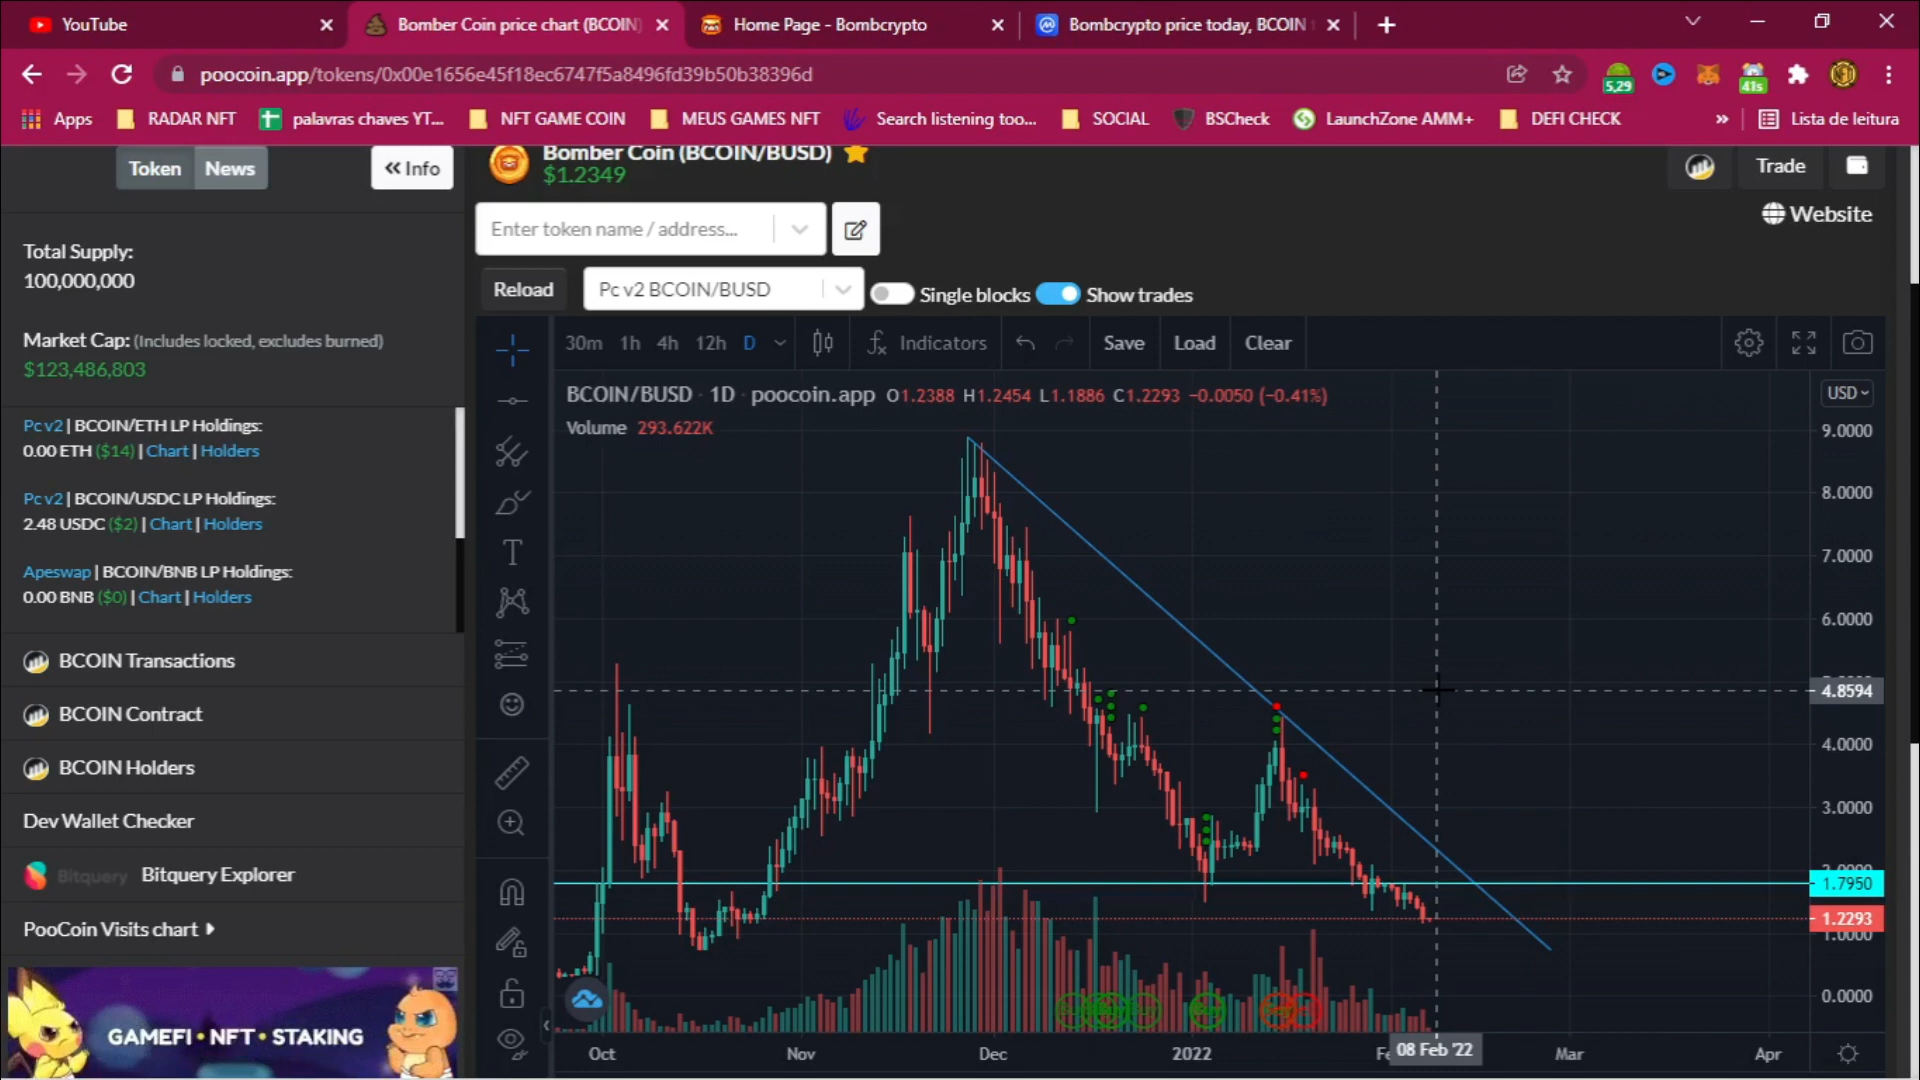 YouTube
Bomber Coin price chart (BCOIN)
Home Page - Bombcrypto
Bombcrypto price today, BCOIN
poocoin.app/tokens/0x00e1656e45f18ec6747f5a8496fd39b50b38396d
5,29
41s
Apps
RADAR NFT
palavras chaves YT...
NFT GAME COIN
MEUS GAMES NFT
Search listening too...
SOCIAL
BSCheck
LaunchZone AMM+
DEFI CHECK
»
Lista de leitura
Token
News
« Info
Bomber Coin (BCOIN/BUSD)
$1.2349
Trade
Website
Enter token name / address...
Reload
Pc v2 BCOIN/BUSD
Single blocks
Show trades
Total Supply:
100,000,000
Market Cap: (Includes locked, excludes burned)
$123,486,803
Pc v2 | BCOIN/ETH LP Holdings:
0.00 ETH ($14) | Chart | Holders
Pc v2 | BCOIN/USDC LP Holdings:
2.48 USDC ($2) | Chart | Holders
Apeswap | BCOIN/BNB LP Holdings:
0.00 BNB ($0) | Chart | Holders
BCOIN Transactions
BCOIN Contract
BCOIN Holders
Dev Wallet Checker
Bitquery Bitquery Explorer
PooCoin Visits chart
GAMEFI • NFT • STAKING
30m 1h 4h 12h D
Indicators
Save
Load
Clear
BCOIN/BUSD · 1D · poocoin.app O1.2388 H1.2454 L1.1886 C1.2293 −0.0050 (−0.41%)
Volume 293.622K
USD
9.0000
8.0000
7.0000
6.0000
4.8594
4.0000
3.0000
1.7950
1.2293
1.0000
0.0000
Oct
Nov
Dec
2022
08 Feb '22
Mar
Apr